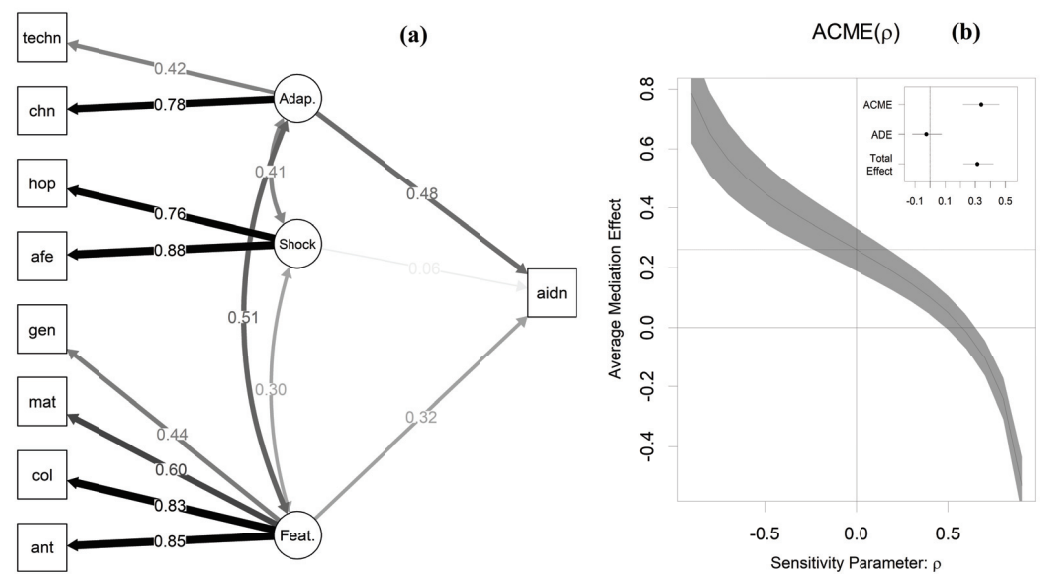 (a)
techn
chn
hop
afe
gen
mat
col
ant
Adap.
Shock
Feat.
aidn
0.42
0.78
0.41
0.76
0.88
0.48
0.06
0.51
0.30
0.44
0.60
0.83
0.85
0.32
ACME(ρ) (b)
Average Mediation Effect
0.8
0.6
0.4
0.2
0.0
-0.2
-0.4
-0.5 0.0 0.5
Sensitivity Parameter: ρ
ACME
ADE
Total
Effect
-0.1 0.1 0.3 0.5